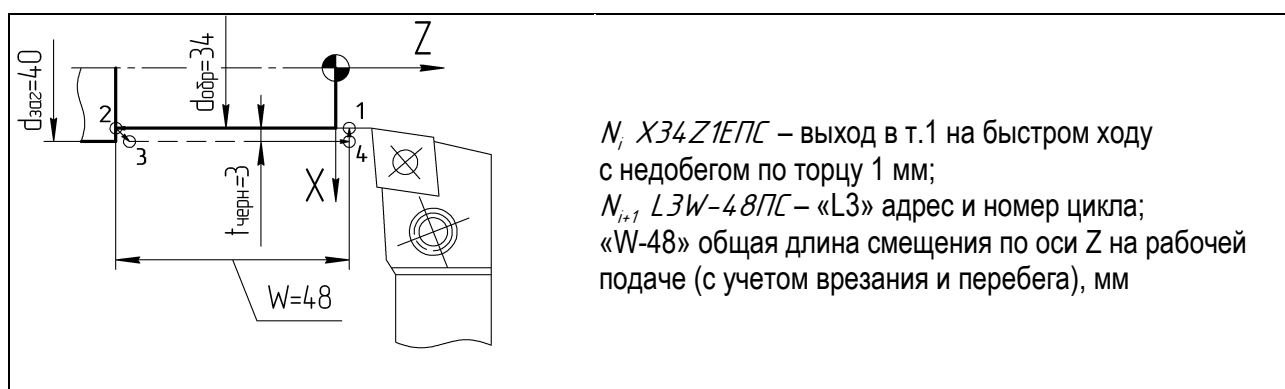 Z
dзаг=40
dобр=34
2
1
3
4
tчерн=3
X
W=48
Ni X34Z1ЕПС – выход в т.1 на быстром ходу
с недобегом по торцу 1 мм;
Ni+1 L3W-48ПС – «L3» адрес и номер цикла;
«W-48» общая длина смещения по оси Z на рабочей
подаче (с учетом врезания и перебега), мм